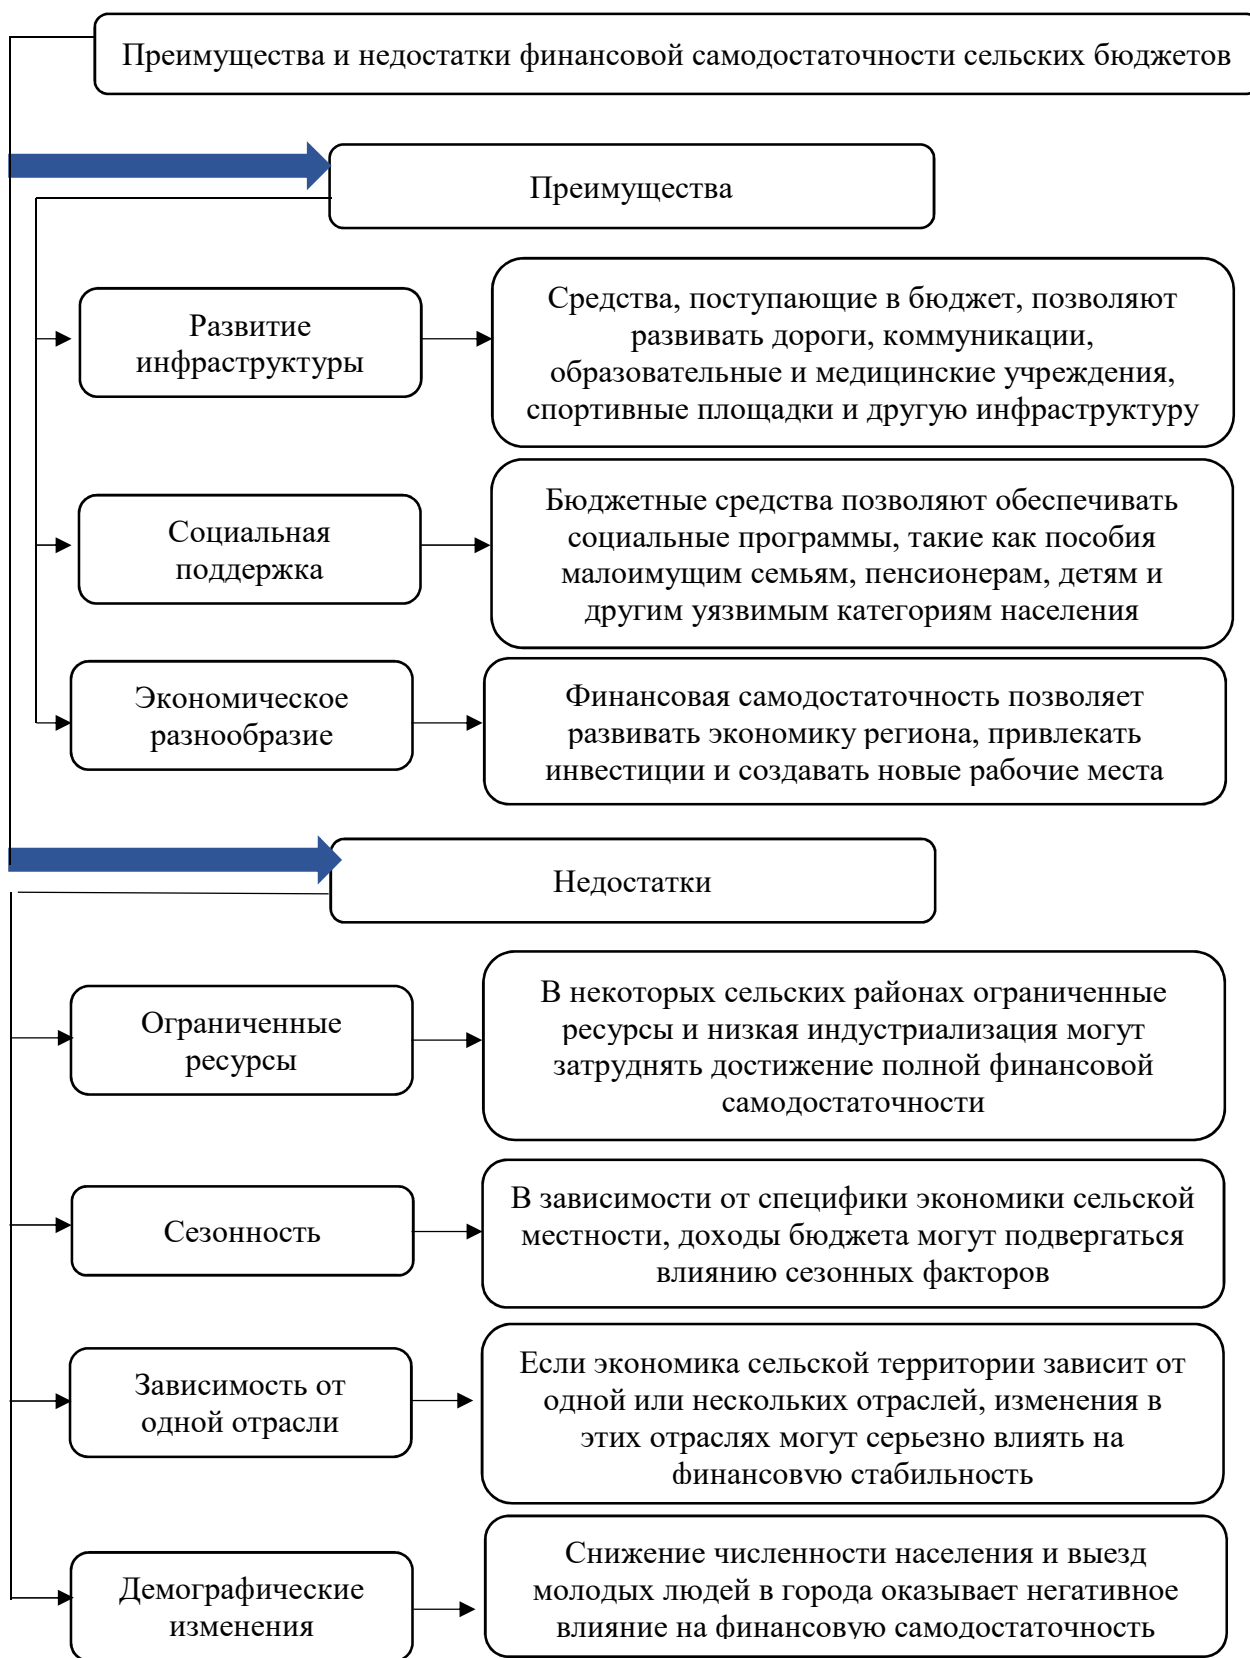 Преимущества и недостатки финансовой самодостаточности сельских бюджетов
Преимущества
Развитие
инфраструктуры
Средства, поступающие в бюджет, позволяют
развивать дороги, коммуникации,
образовательные и медицинские учреждения,
спортивные площадки и другую инфраструктуру
Социальная
поддержка
Бюджетные средства позволяют обеспечивать
социальные программы, такие как пособия
малоимущим семьям, пенсионерам, детям и
другим уязвимым категориям населения
Экономическое
разнообразие
Финансовая самодостаточность позволяет
развивать экономику региона, привлекать
инвестиции и создавать новые рабочие места
Недостатки
Ограниченные
ресурсы
В некоторых сельских районах ограниченные
ресурсы и низкая индустриализация могут
затруднять достижение полной финансовой
самодостаточности
Сезонность
В зависимости от специфики экономики сельской
местности, доходы бюджета могут подвергаться
влиянию сезонных факторов
Зависимость от
одной отрасли
Если экономика сельской территории зависит от
одной или нескольких отраслей, изменения в
этих отраслях могут серьезно влиять на
финансовую стабильность
Демографические
изменения
Снижение численности населения и выезд
молодых людей в города оказывает негативное
влияние на финансовую самодостаточность